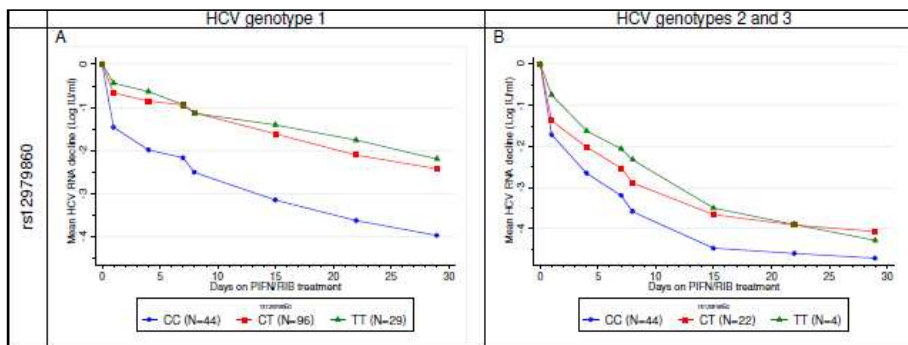 HCV genotype 1
HCV genotypes 2 and 3
rs12979860
A
Mean HCV RNA decline (Log IU/ml)
0
-1
-2
-3
-4
0 5 10 15 20 25 30
Days on PIFN/RIB treatment
CC (N=44) CT (N=96) TT (N=29)
B
Mean HCV RNA decline (Log IU/ml)
0
-1
-2
-3
-4
0 5 10 15 20 25 30
Days on PIFN/RIB treatment
CC (N=44) CT (N=22) TT (N=4)